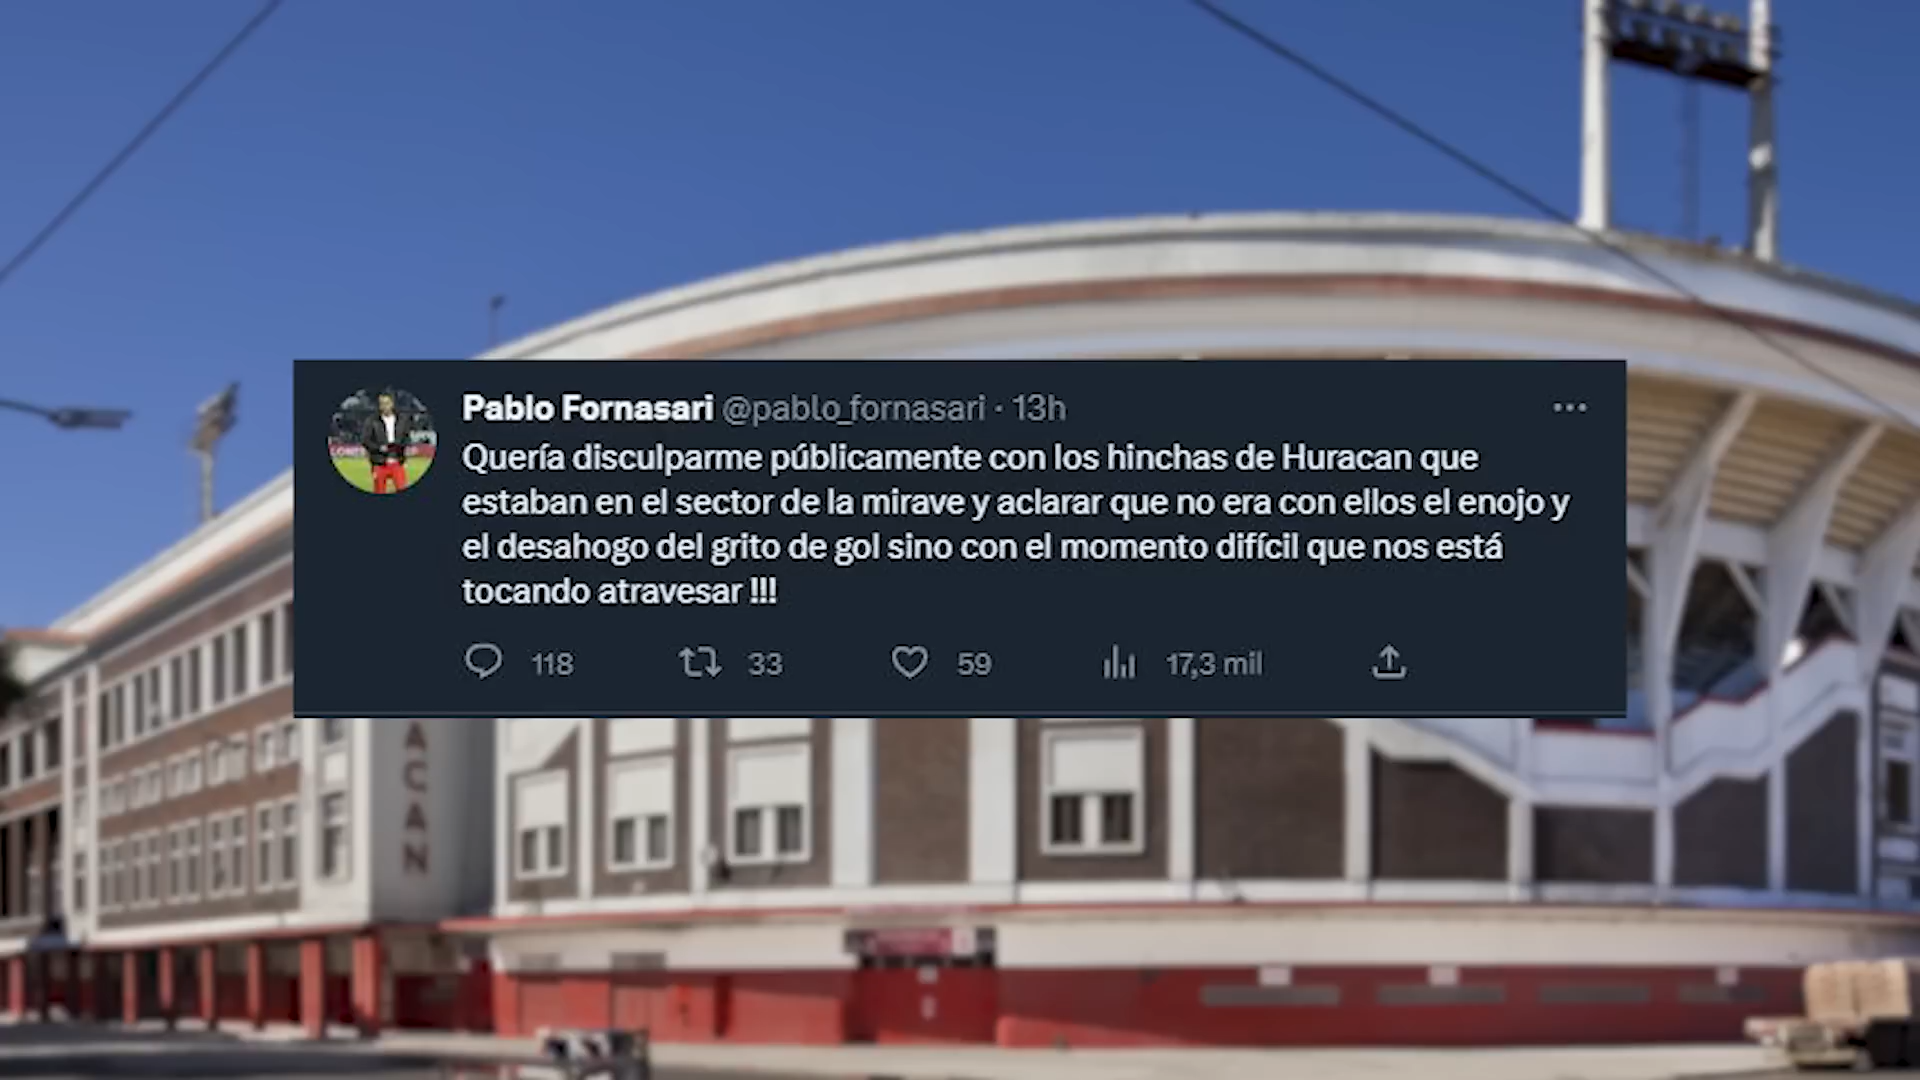 Pablo Fornasari @pablo_fornasari · 13h
Quería disculparme públicamente con los hinchas de Huracan que
estaban en el sector de la mirave y aclarar que no era con ellos el enojo y
el desahogo del grito de gol sino con el momento difícil que nos está
tocando atravesar !!!
118 33 59 17,3 mil
ACAN